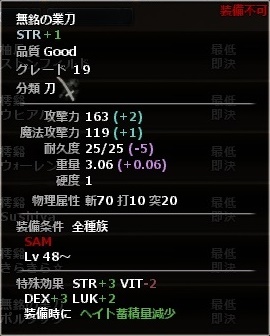 装備不可
無銘の業刀
STR+1
品質 Good
グレード 19
分類 刀
攻撃力 163 (+2)
魔法攻撃力 119 (+1)
耐久度 25/25 (-5)
重量 3.06 (+0.06)
硬度 1
物理属性 斬70 打10 突20
装備条件 全種族
SAM
Lv 48～
特殊効果 STR+3 VIT-2
DEX+3 LUK+2
装備時に ヘイト蓄積量減少